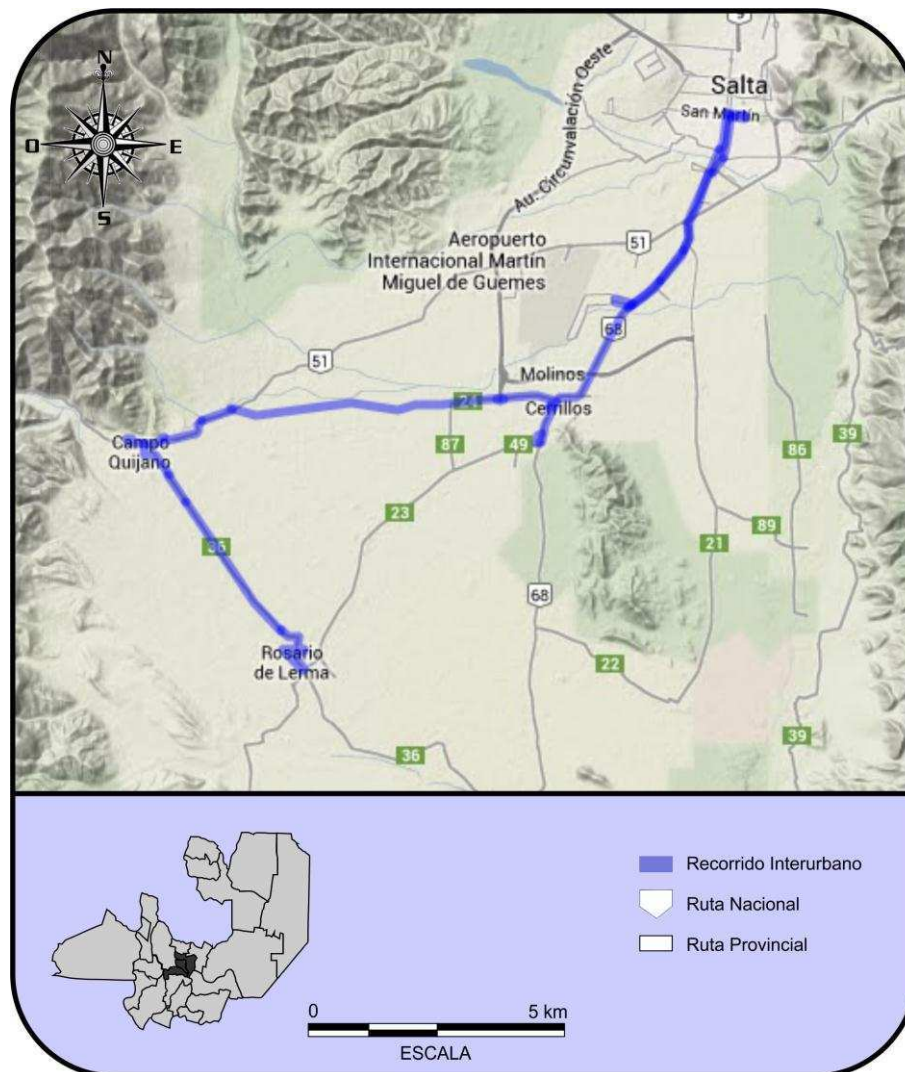 9
Salta
San Martín
Au. Circunvalación Oeste
N
O
E
S
Aeropuerto
Internacional Martín
Miguel de Guemes
51
68
51
Molinos
24
Cerrillos
Campo
Quijano
87
49
39
86
23
89
21
36
68
Rosario
de Lerma
22
39
36
Recorrido Interurbano
Ruta Nacional
Ruta Provincial
0
5 km
ESCALA